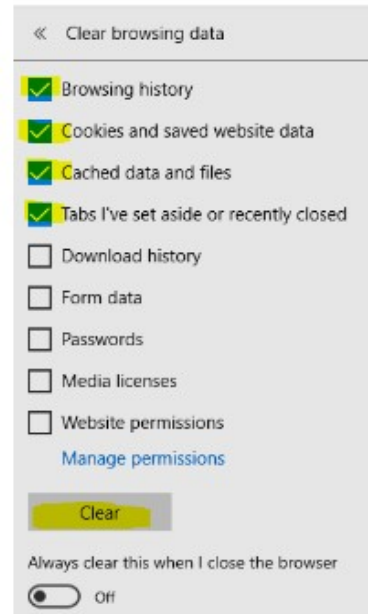 « Clear browsing data
Browsing history
Cookies and saved website data
Cached data and files
Tabs I've set aside or recently closed
Download history
Form data
Passwords
Media licenses
Website permissions
Manage permissions
Clear
Always clear this when I close the browser
Off